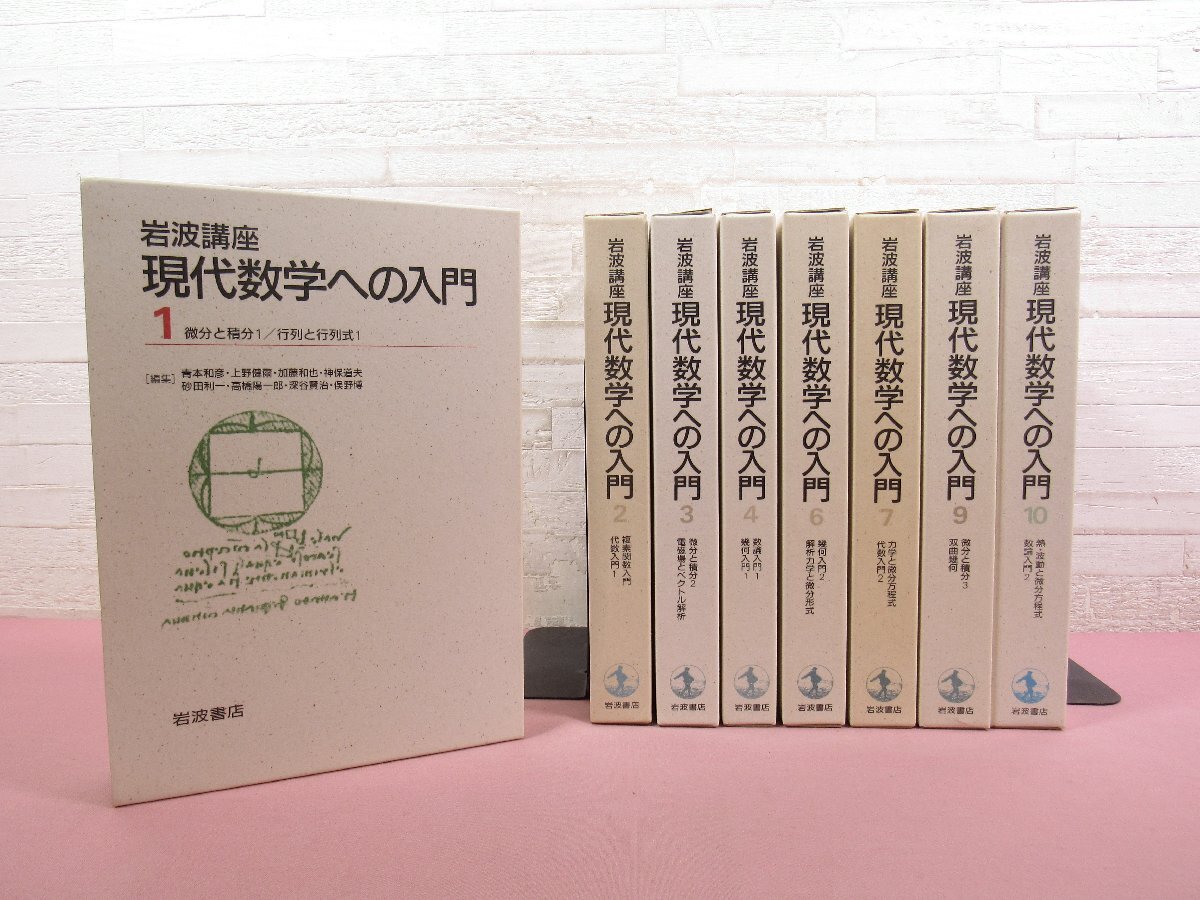 岩波講座
現代数学への入門
1 微分と積分1／行列と行列式1
[編集] 青本和彦・上野健爾・加藤和也・神保道夫
砂田利一・高橋陽一郎・深谷賢治・俣野博
岩波書店
岩波講座
現代数学への入門
2
複素関数入門
代数入門1
岩波書店
岩波講座
現代数学への入門
3
微分と積分2
電磁場とベクトル解析
岩波書店
岩波講座
現代数学への入門
4
数論入門1
幾何入門1
岩波書店
岩波講座
現代数学への入門
6
幾何入門2
解析力学と微分形式
岩波書店
岩波講座
現代数学への入門
7
力学と微分方程式
代数入門2
岩波書店
岩波講座
現代数学への入門
9
微分と積分3
双曲幾何
岩波書店
岩波講座
現代数学への入門
10
熱・波動と微分方程式
数論入門2
岩波書店